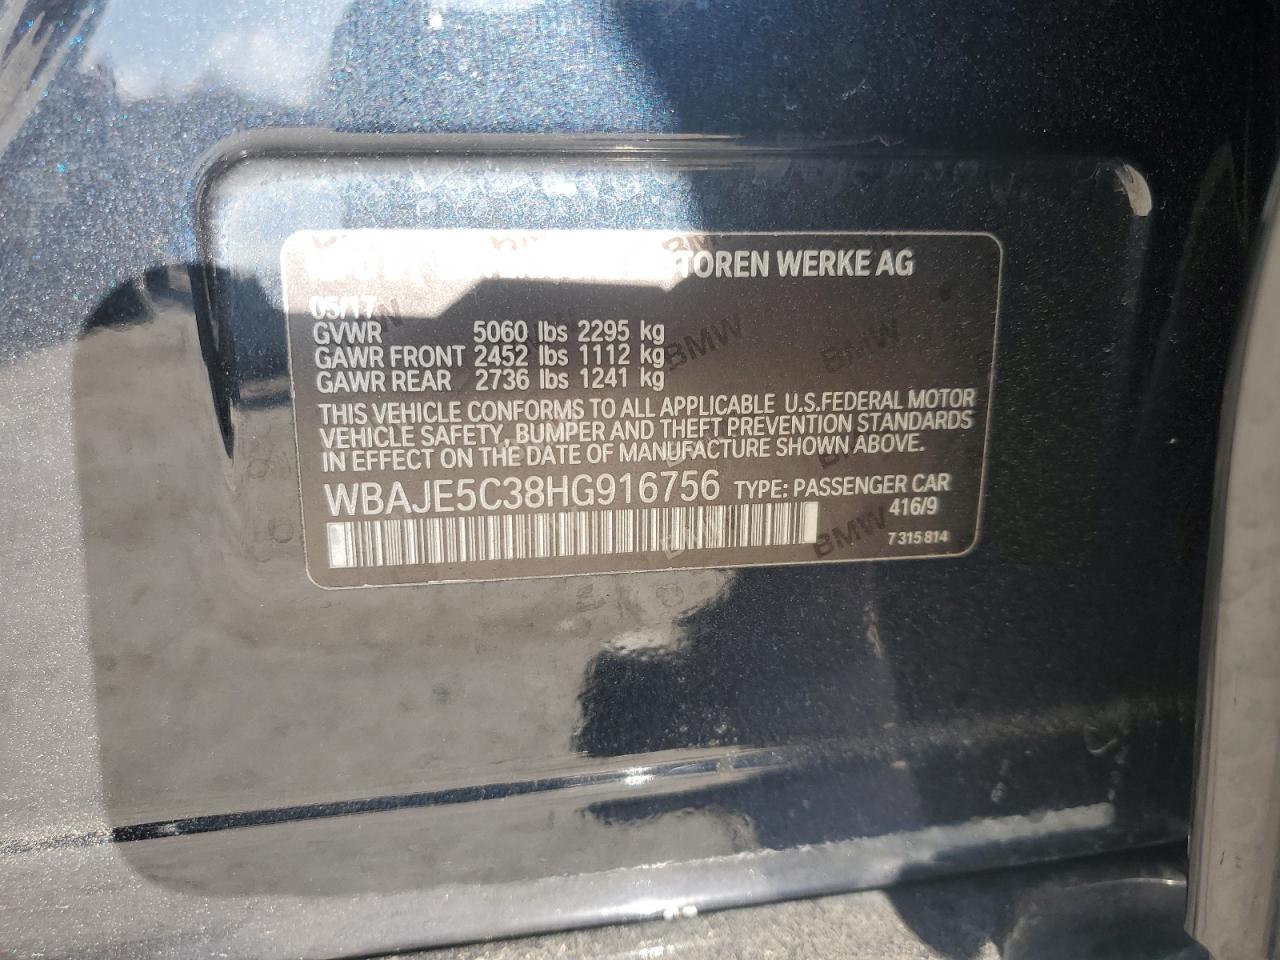 TOREN WERKE AG
05/17
GVWR 5060 lbs 2295 kg
GAWR FRONT 2452 lbs 1112 kg
GAWR REAR 2736 lbs 1241 kg
THIS VEHICLE CONFORMS TO ALL APPLICABLE U.S.FEDERAL MOTOR
VEHICLE SAFETY, BUMPER AND THEFT PREVENTION STANDARDS
IN EFFECT ON THE DATE OF MANUFACTURE SHOWN ABOVE.
WBAJE5C38HG916756 TYPE: PASSENGER CAR
416/9
7 315 814